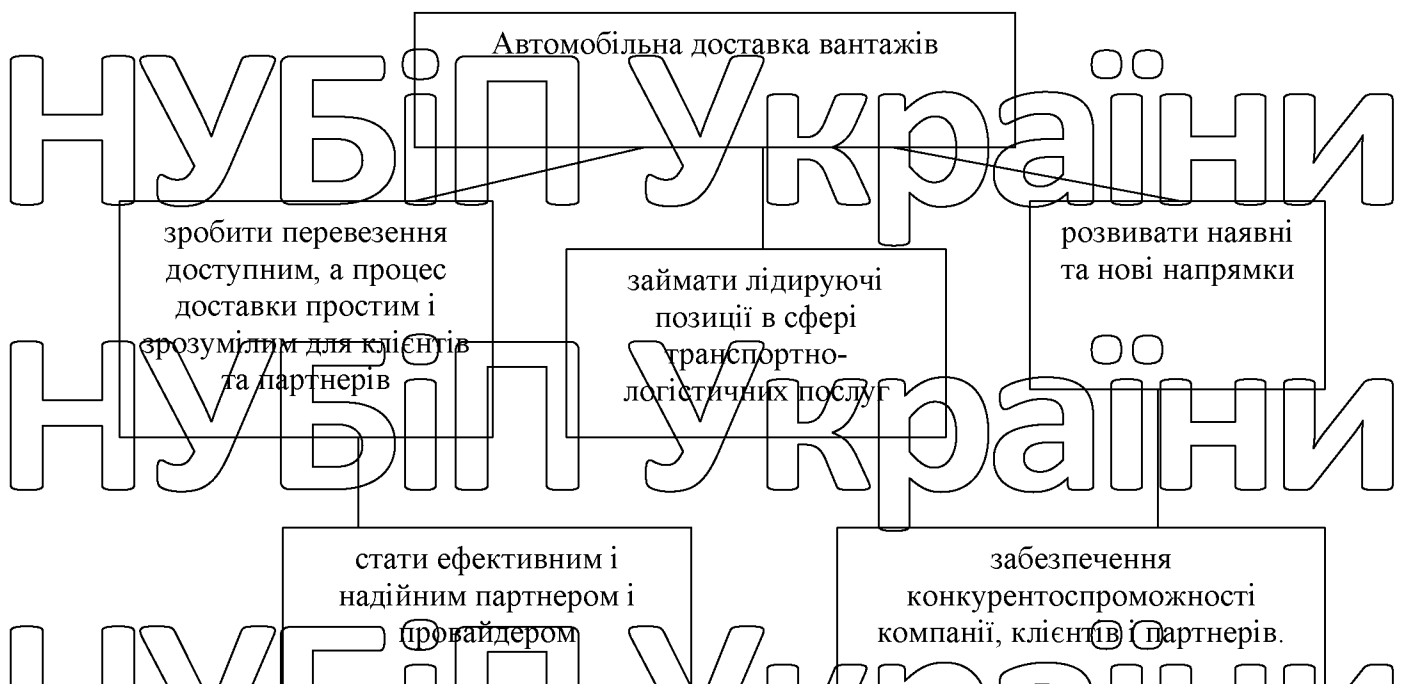 Автомобільна доставка вантажів
НУБіП України
зробити перевезення
доступним, а процес
доставки простим і
зрозумілим для клієнтів
та партнерів
займати лідируючі
позиції в сфері
транспортно-
логістичних послуг
розвивати наявні
та нові напрямки
НУБіП України
стати ефективним і
надійним партнером і
провайдером
забезпечення
конкурентоспроможності
компанії, клієнтів і партнерів.
НУБіП України